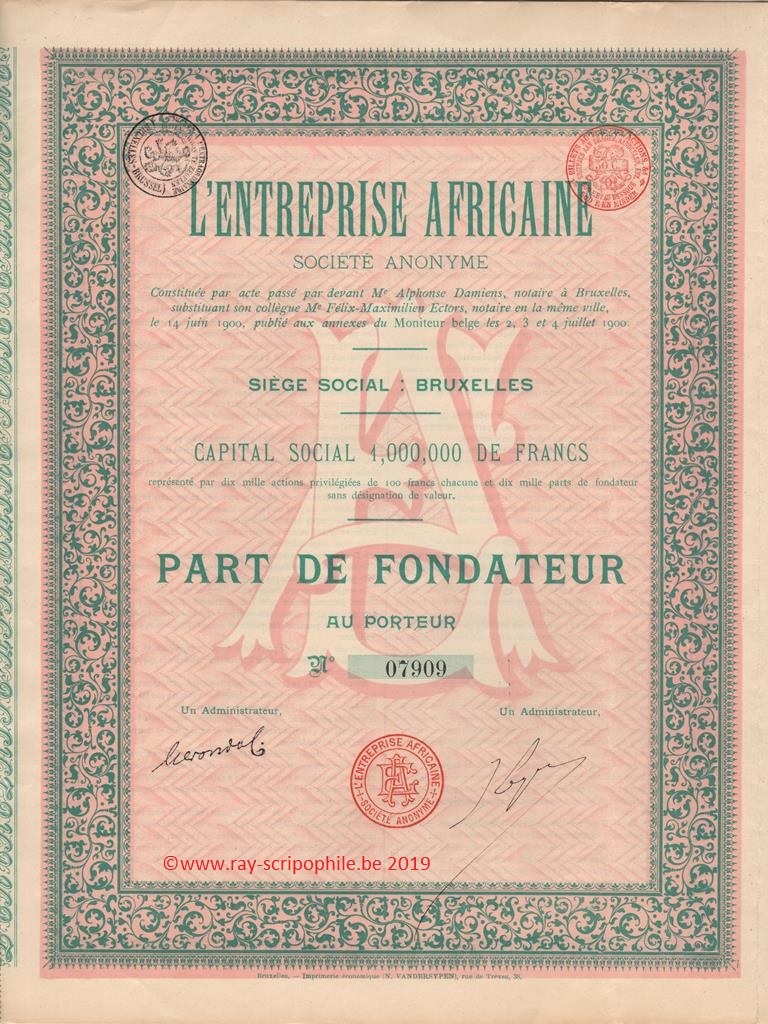 L'ENTREPRISE AFRICAINE
SOCIÉTÉ ANONYME
Constituée par acte passé par devant Me Alphonse Damiens, notaire à Bruxelles,
substituant son collègue Me Félix-Maximilien Ectors, notaire en la même ville,
le 14 juin 1900, publié aux annexes du Moniteur belge les 2, 3 et 4 juillet 1900.
SIÈGE SOCIAL : BRUXELLES
CAPITAL SOCIAL 1,000,000 DE FRANCS
représenté par dix mille actions privilégiées de 100 francs chacune et dix mille parts de fondateur
sans désignation de valeur.
PART DE FONDATEUR
AU PORTEUR
No 07909
Un Administrateur,
Un Administrateur,
L'ENTREPRISE AFRICAINE
SOCIÉTÉ ANONYME
©www.ray-scripophile.be 2019
Bruxelles. — Imprimerie économique (N. VANDERSYPEN), rue de Trèves, 38.